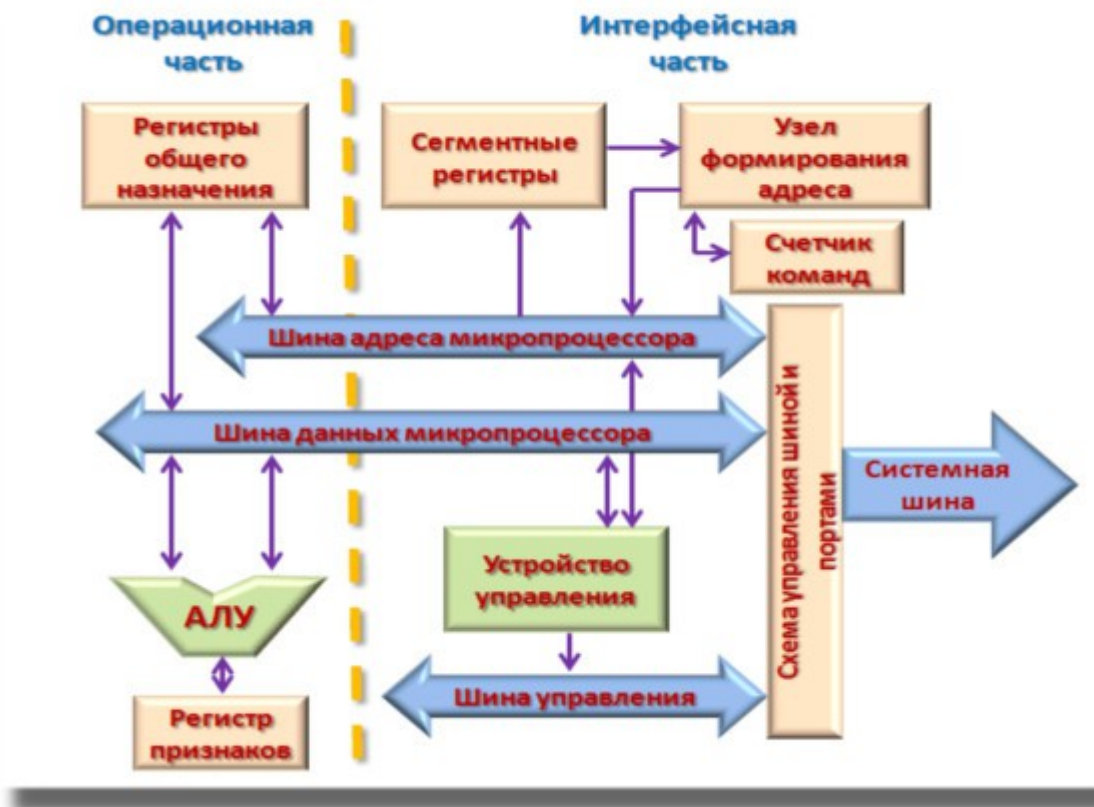 Операционная
часть
Интерфейсная
часть
Регистры
общего
назначения
Сегментные
регистры
Узел
формирования
адреса
Счетчик
команд
Шина адреса микропроцессора
Шина данных микропроцессора
Схема управления шиной и
портами
Системная
шина
Устройство
управления
АЛУ
Шина управления
Регистр
признаков